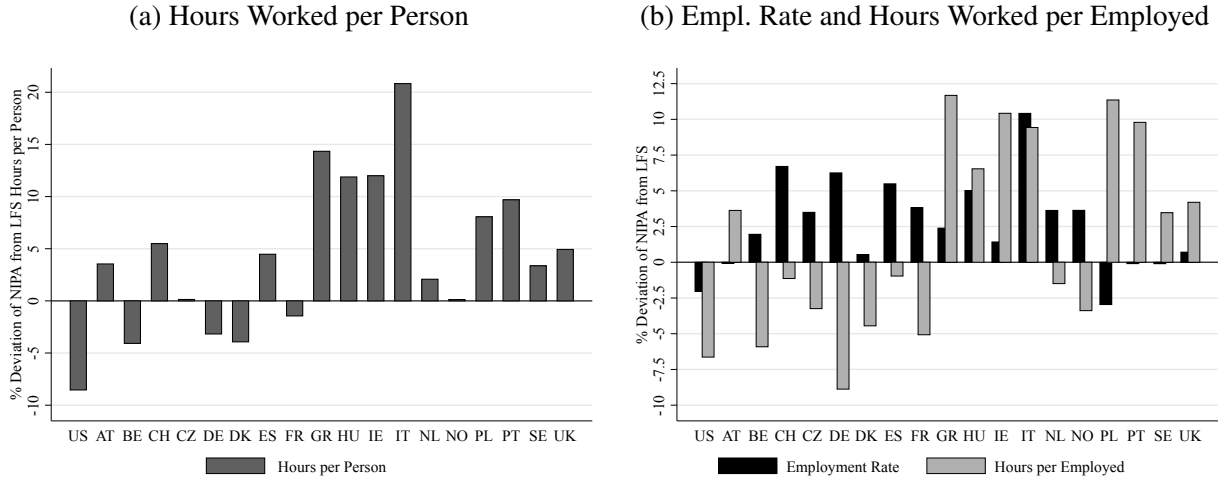 (a) Hours Worked per Person
% Deviation of NIPA from LFS Hours per Person
20
15
10
5
0
-5
-10
US AT BE CH CZ DE DK ES FR GR HU IE IT NL NO PL PT SE UK
Hours per Person
(b) Empl. Rate and Hours Worked per Employed
% Deviation of NIPA from LFS
12.5
10
7.5
5
2.5
0
-2.5
-5
-7.5
-10
US AT BE CH CZ DE DK ES FR GR HU IE IT NL NO PL PT SE UK
Employment Rate Hours per Employed